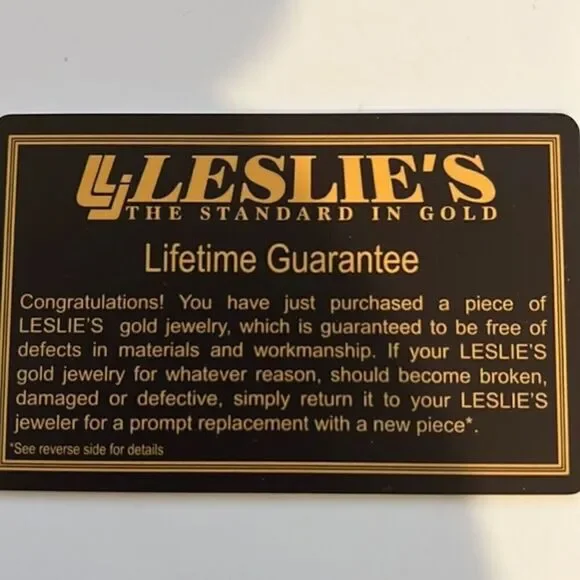 LLJ LESLIE'S
THE STANDARD IN GOLD
Lifetime Guarantee
Congratulations! You have just purchased a piece of
LESLIE'S gold jewelry, which is guaranteed to be free of
defects in materials and workmanship. If your LESLIE'S
gold jewelry for whatever reason, should become broken,
damaged or defective, simply return it to your LESLIE'S
jeweler for a prompt replacement with a new piece*.
*See reverse side for details